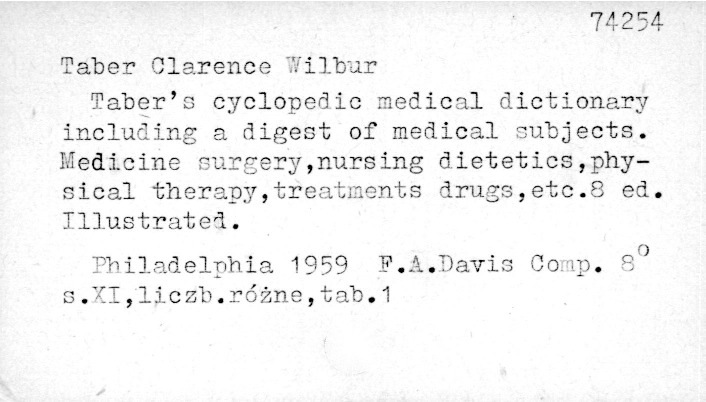 74254
Taber Clarence Wilbur
Taber's cyclopedic medical dictionary
including a digest of medical subjects.
Medicine surgery,nursing dietetics,phy-
sical therapy,treatments drugs,etc.8 ed.
Illustrated.
Philadelphia 1959 F.A.Davis Comp. 8°
s.XI,liczb.różne,tab.1